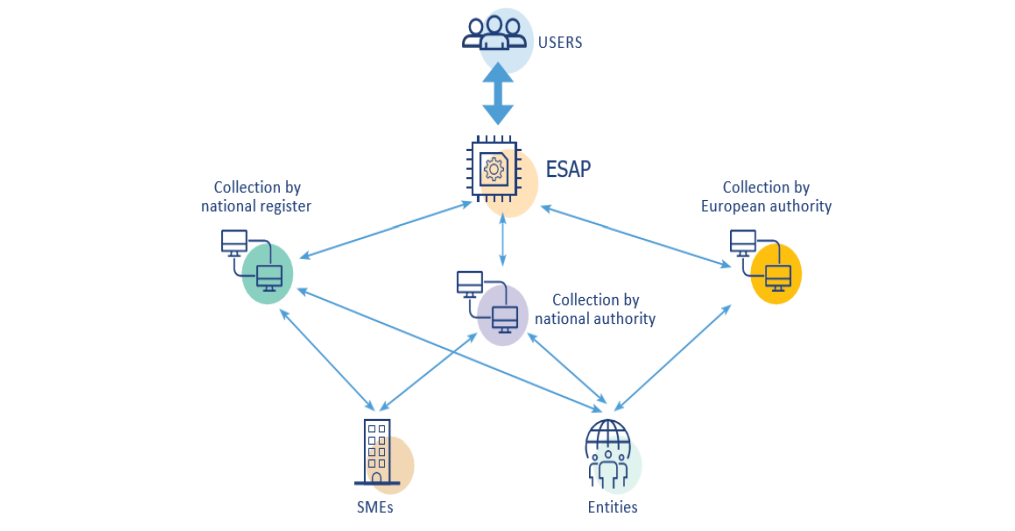 USERS
ESAP
Collection by
national register
Collection by
European authority
Collection by
national authority
SMEs
Entities